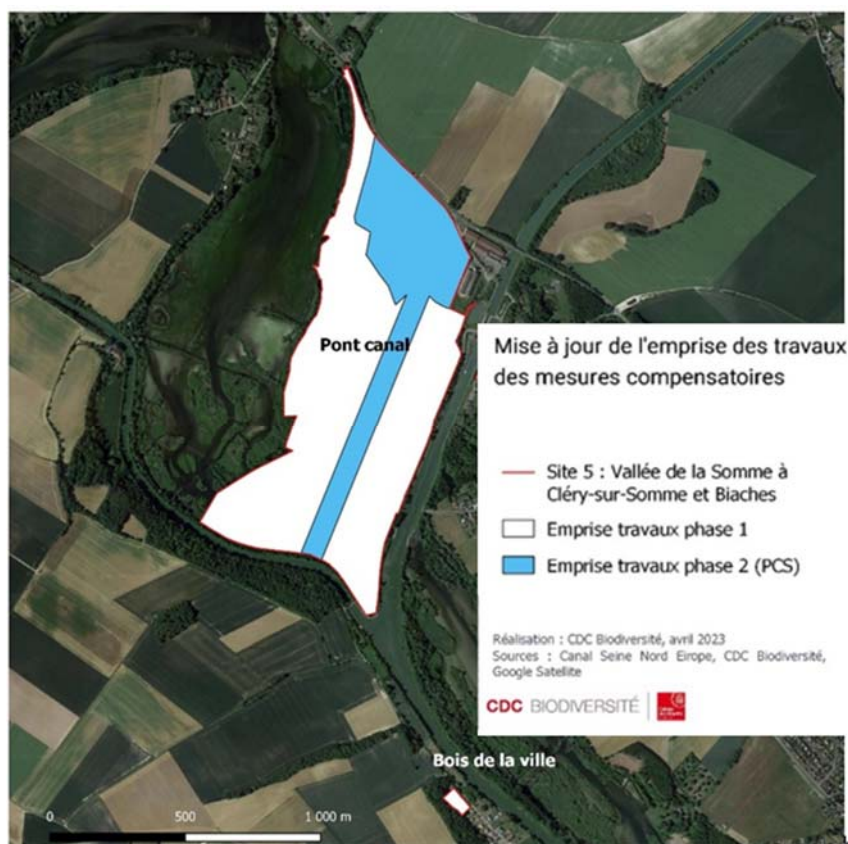 Pont canal
Mise à jour de l'emprise des travaux
des mesures compensatoires
Site 5 : Vallée de la Somme à
Cléry-sur-Somme et Biaches
Emprise travaux phase 1
Emprise travaux phase 2 (PCS)
Réalisation : CDC Biodiversité, avril 2023
Sources : Canal Seine Nord Eirope, CDC Biodiversité,
Google Satellite
CDC BIODIVERSITÉ
Bois de la ville
0 500 1 000 m